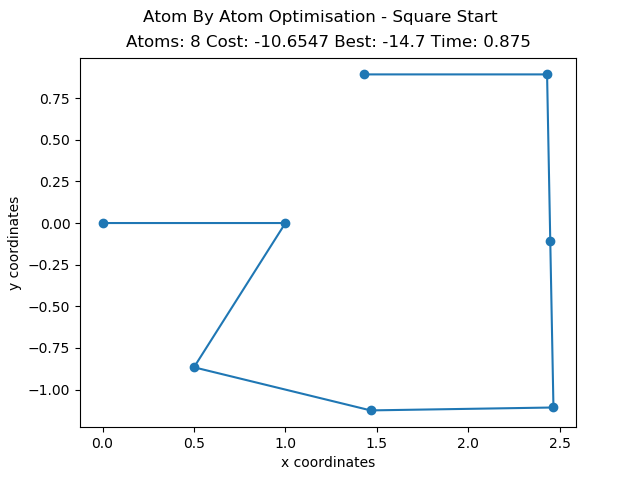 Atom By Atom Optimisation - Square Start
Atoms: 8 Cost: -10.6547 Best: -14.7 Time: 0.875
0.75
0.50
0.25
0.00
−0.25
−0.50
−0.75
−1.00
y coordinates
0.0 0.5 1.0 1.5 2.0 2.5
x coordinates